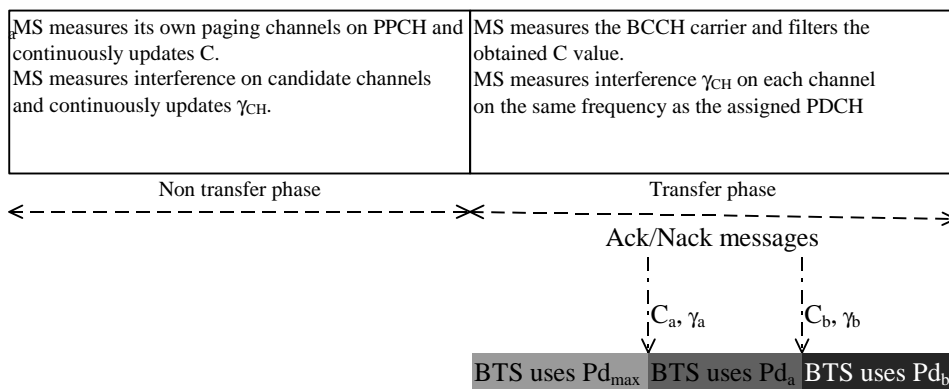 a
MS measures its own paging channels on PPCH and
continuously updates C.
MS measures interference on candidate channels
and continuously updates γCH.
MS measures the BCCH carrier and filters the
obtained C value.
MS measures interference γCH on each channel
on the same frequency as the assigned PDCH
Non transfer phase
Transfer phase
Ack/Nack messages
Ca, γa
Cb, γb
BTS uses Pdmax
BTS uses Pda
BTS uses Pdb